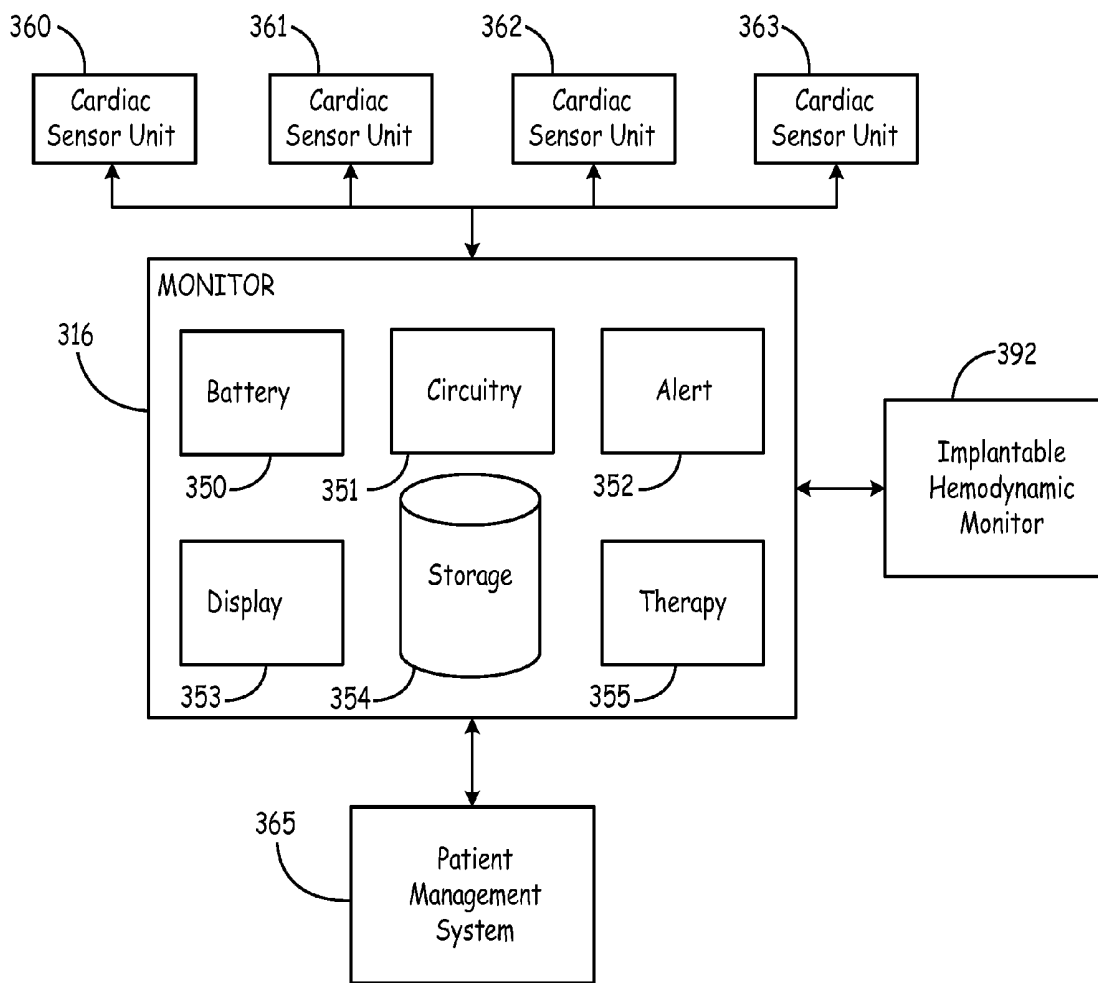 360
361
362
363
Cardiac
Sensor Unit
Cardiac
Sensor Unit
Cardiac
Sensor Unit
Cardiac
Sensor Unit
MONITOR
316
Battery
Circuitry
Alert
350
351
352
392
Implantable
Hemodynamic
Monitor
Display
Storage
Therapy
353
354
355
365
Patient
Management
System